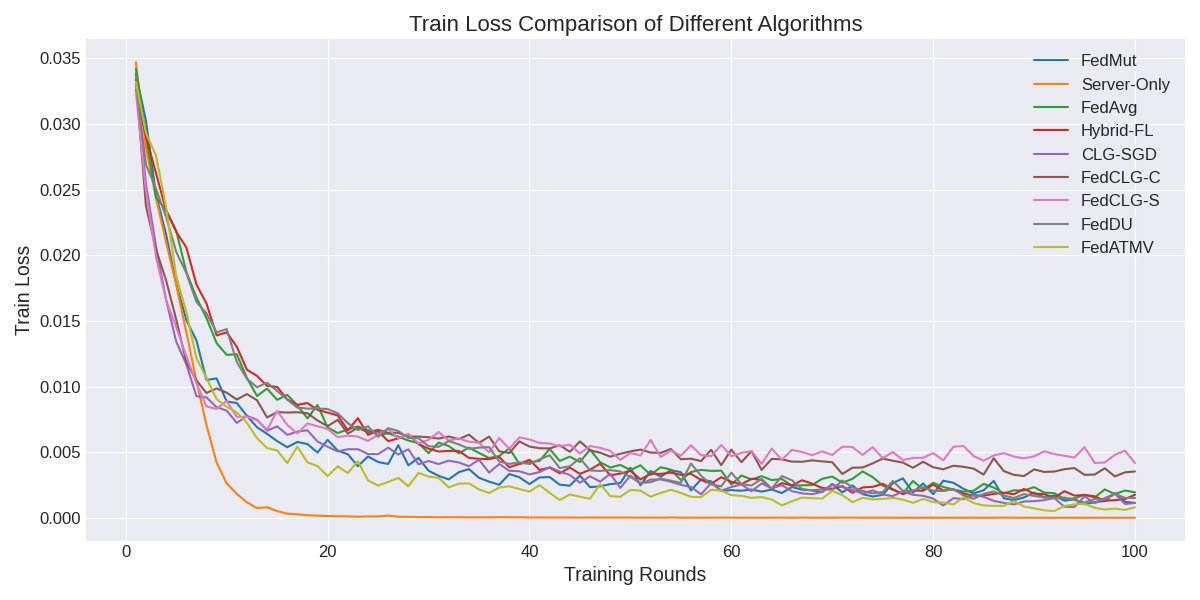 Train Loss Comparison of Different Algorithms
Train Loss
0.035
0.030
0.025
0.020
0.015
0.010
0.005
0.000
0
20
40
60
80
100
Training Rounds
FedMut
Server-Only
FedAvg
Hybrid-FL
CLG-SGD
FedCLG-C
FedCLG-S
FedDU
FedATMV